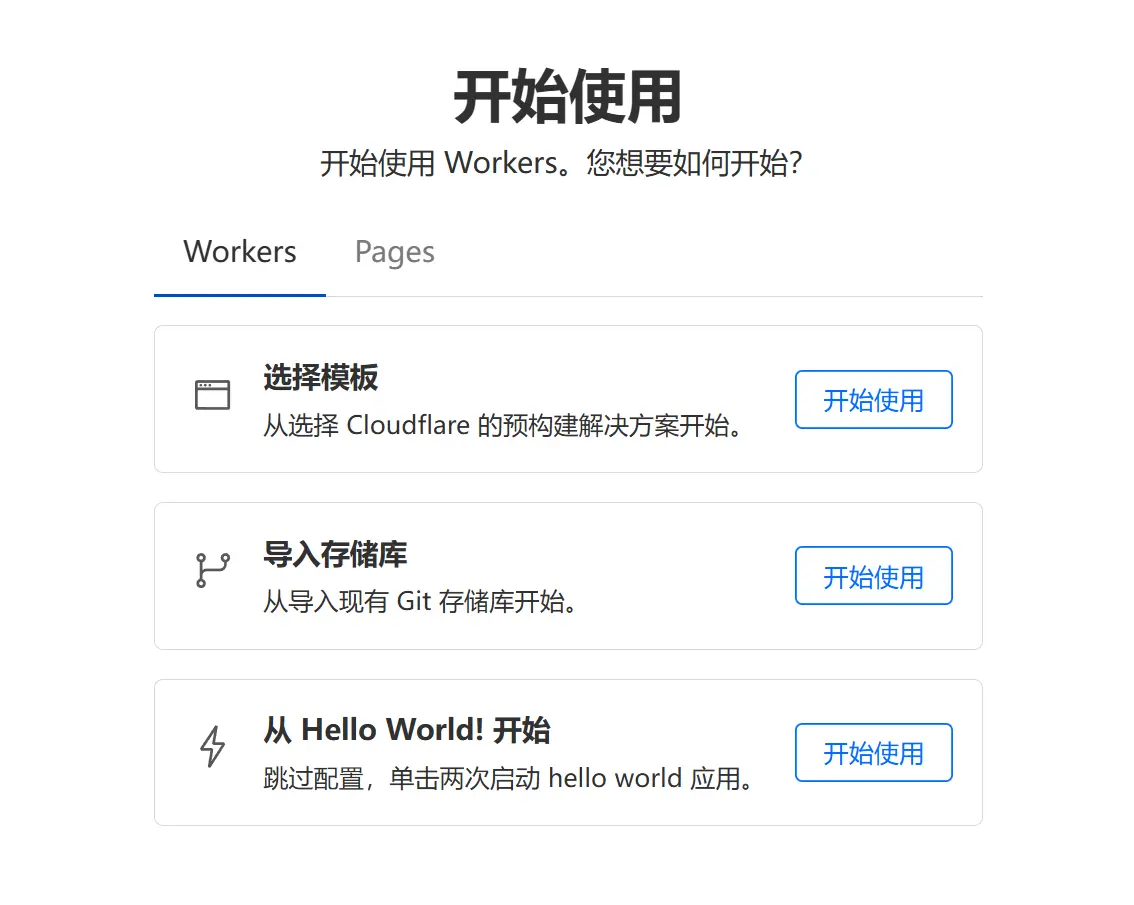 开始使用
开始使用 Workers。您想要如何开始？
Workers
Pages
选择模板
从选择 Cloudflare 的预构建解决方案开始。
开始使用
导入存储库
从导入现有 Git 存储库开始。
开始使用
从 Hello World! 开始
跳过配置，单击两次启动 hello world 应用。
开始使用